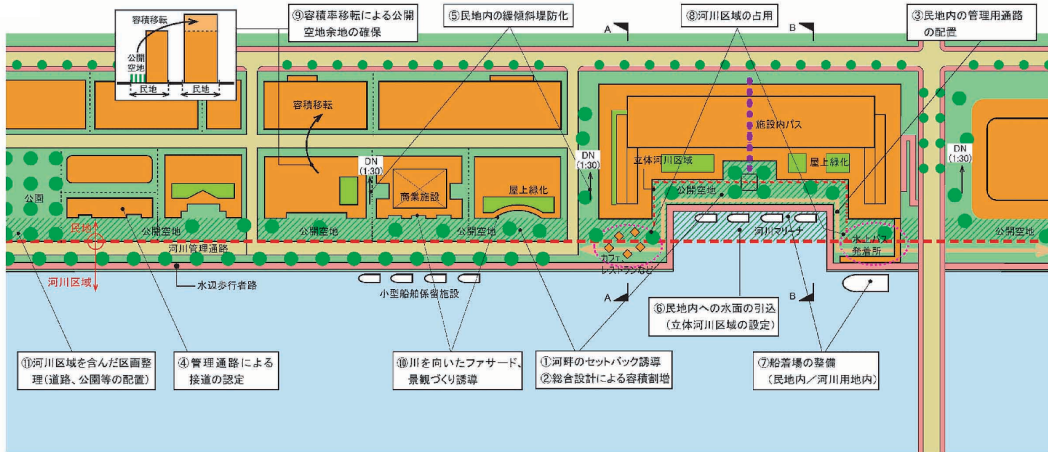 容積移転
公開
空地
民地
民地
⑨容積率移転による公開
空地余地の確保
⑤民地内の緩傾斜堤防化
⑧河川区域の占用
③民地内の管理用通路
の配置
A
B
容積移転
施設内パス
DN
(1:30)
DN
(1:30)
DN
(1:30)
立体河川区域
屋上緑化
公園
商業施設
屋上緑化
公開空地
民地
公開空地
公開空地
公開空地
河川管理通路
河川マリーナ
水上バス
発着所
カフェ
レストランなど
河川区域
水辺歩行者路
小型船舶係留施設
A
B
⑥民地内への水面の引込
(立体河川区域の設定)
⑪河川区域を含んだ区画整
理(道路、公園等の配置)
④管理通路による
接道の認定
⑩川を向いたファサード、
景観づくり誘導
①河畔のセットバック誘導
②総合設計による容積割増
⑦船着場の整備
(民地内/河川用地内)